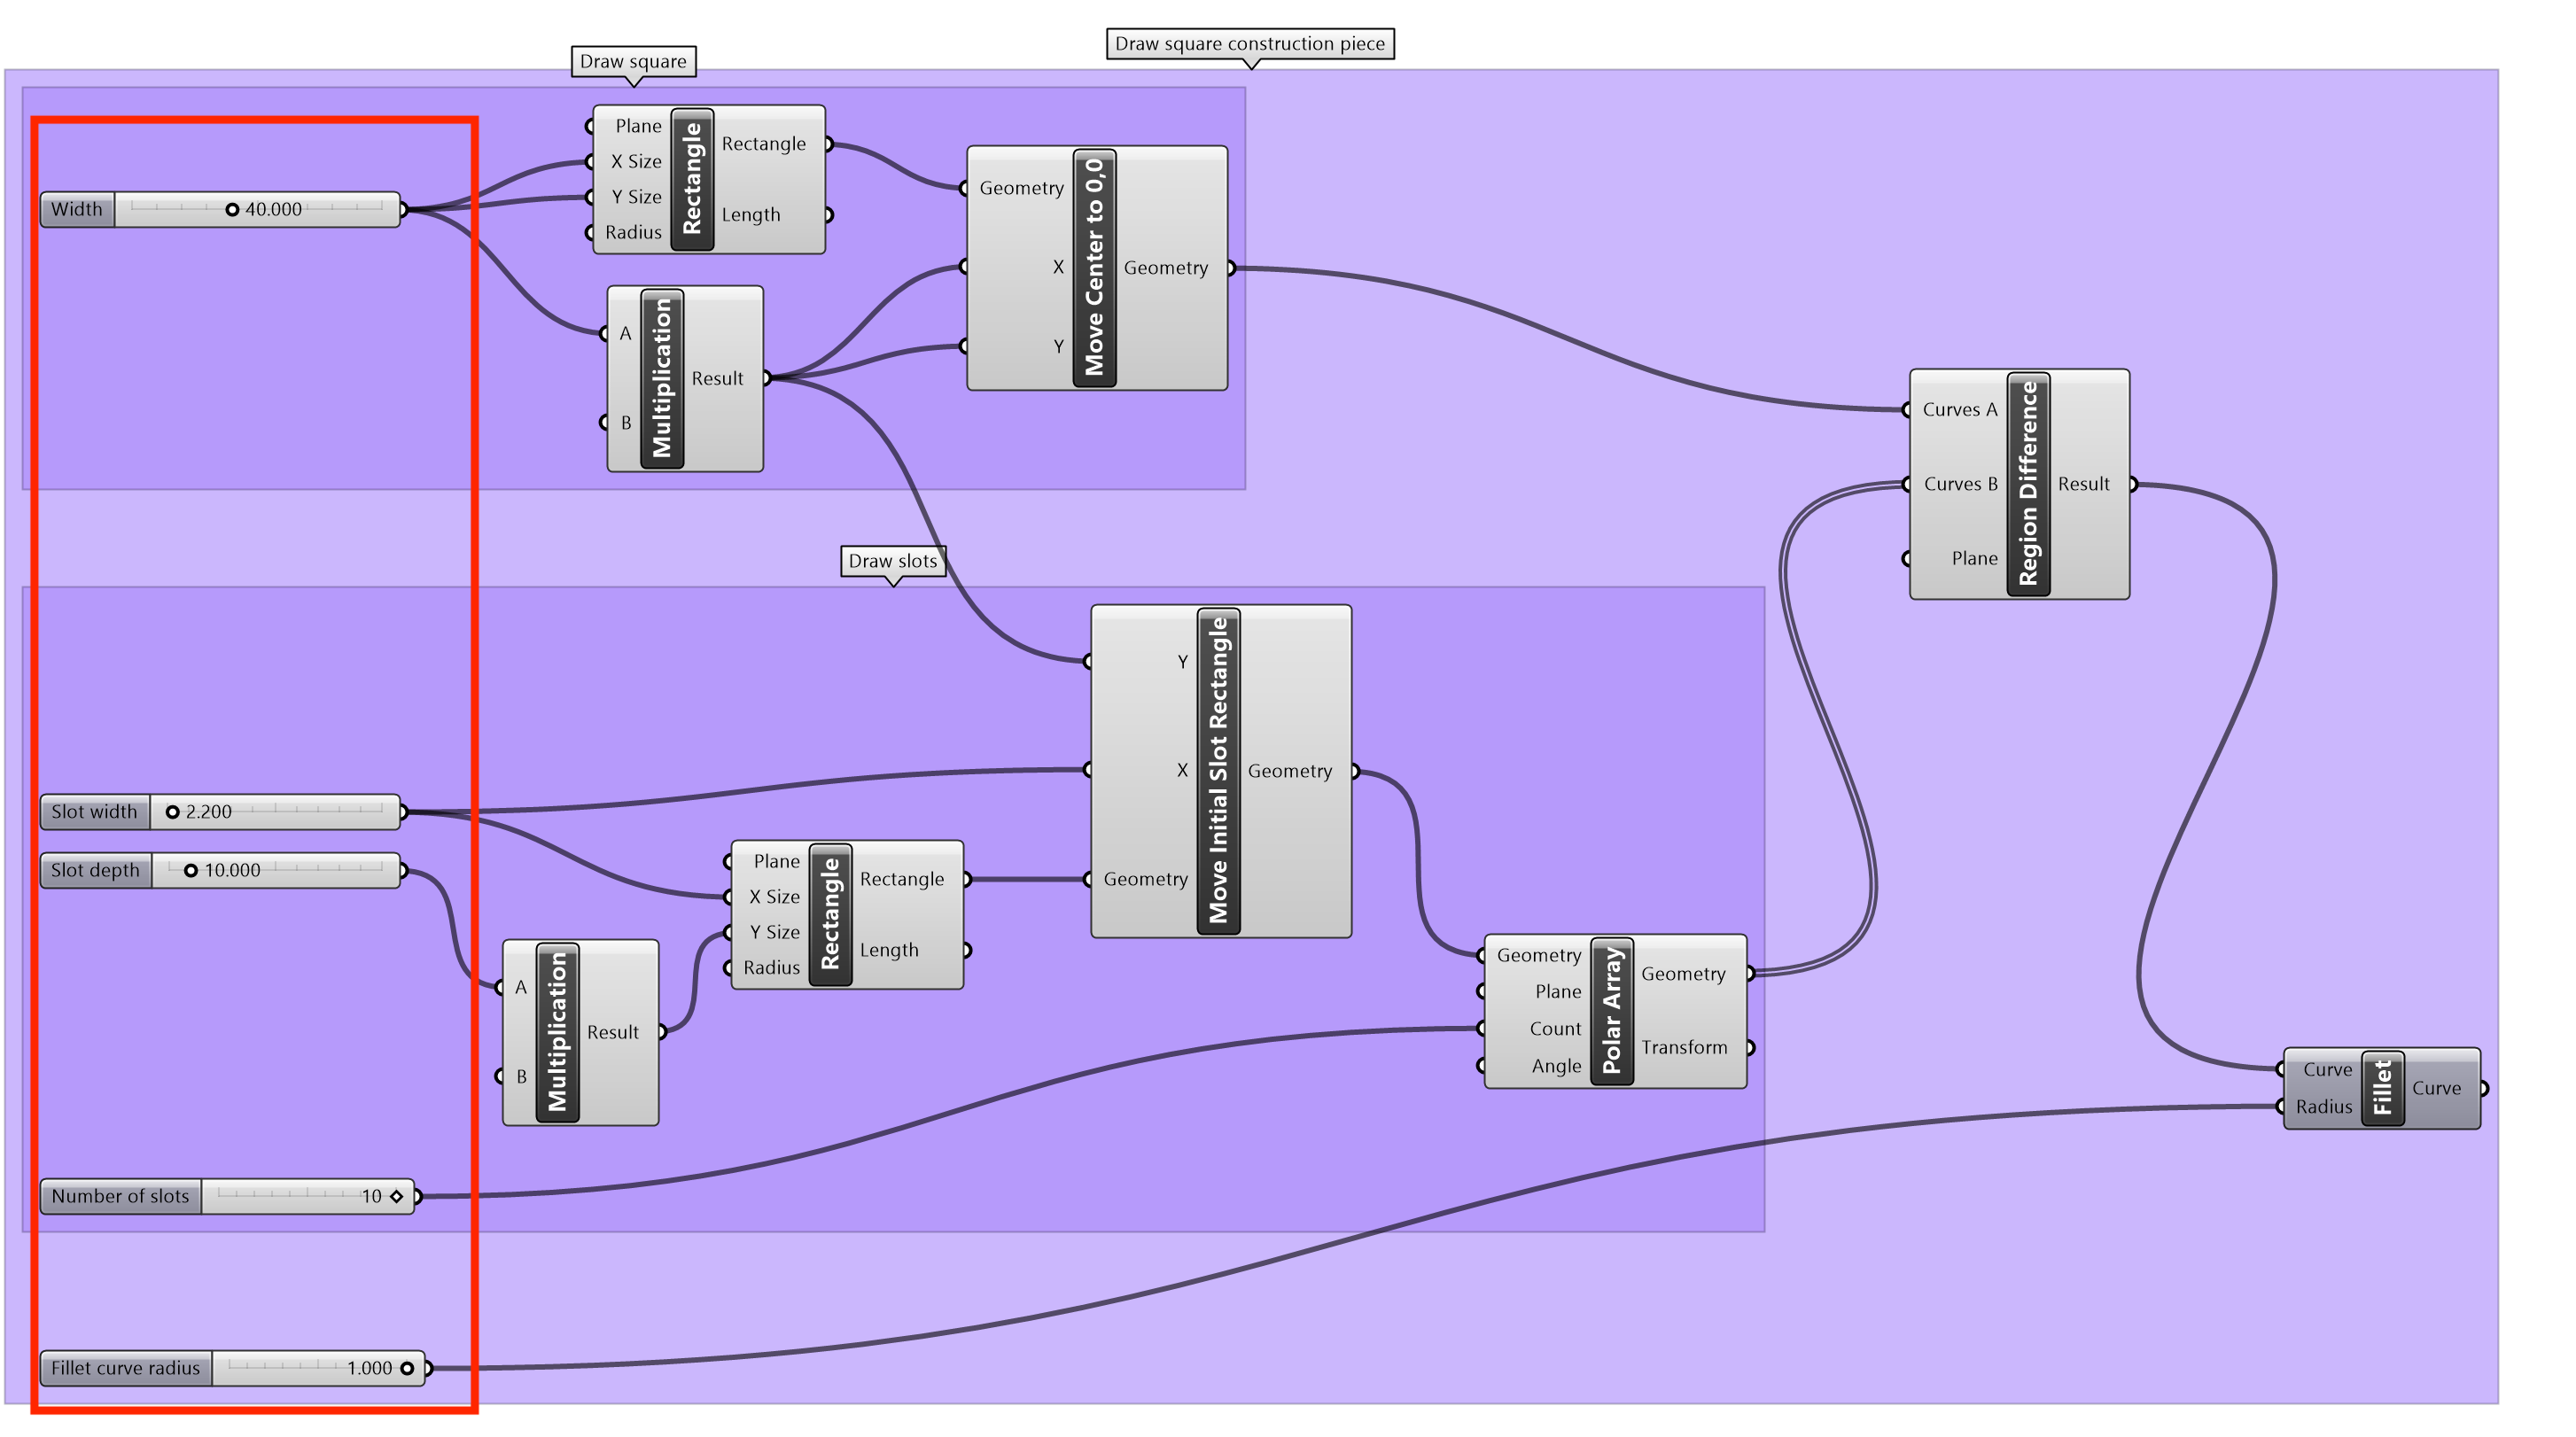 Draw square construction piece
Draw square
Width 40.000
Plane
X Size
Y Size
Radius
Rectangle
Rectangle
Length
A
B
Multiplication
Result
Geometry
X
Y
Move Center to 0,0
Geometry
Curves A
Curves B
Plane
Region Difference
Result
Draw slots
Slot width 2.200
Slot depth 10.000
A
B
Multiplication
Result
Plane
X Size
Y Size
Radius
Rectangle
Rectangle
Length
Y
X
Geometry
Move Initial Slot Rectangle
Geometry
Geometry
Plane
Count
Angle
Polar Array
Geometry
Transform
Number of slots 10
Fillet curve radius 1.000
Curve
Radius
Fillet
Curve